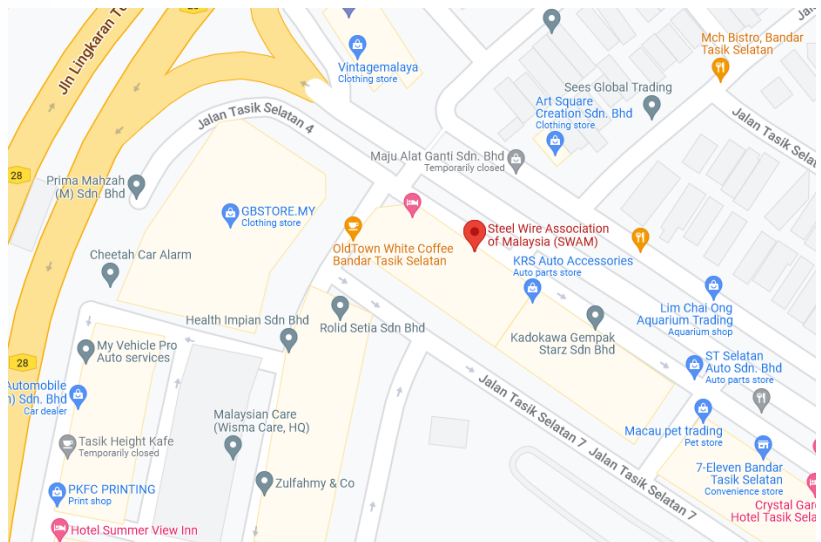 Jln Lingkaran
28
Vintagemalaya
Clothing store
Mch Bistro, Bandar
Tasik Selatan
Sees Global Trading
Jalan
Art Square
Creation Sdn. Bhd
Clothing store
Jalan Tasik Selatan 4
Jalan Tasik Selatan
Maju Alat Ganti Sdn. Bhd
Temporarily closed
28
Prima Mahzah
(M) Sdn. Bhd
GBSTORE.MY
Clothing store
Steel Wire Association
of Malaysia (SWAM)
OldTown White Coffee
Bandar Tasik Selatan
Cheetah Car Alarm
KRS Auto Accessories
Auto parts store
Health Impian Sdn Bhd
Rolid Setia Sdn Bhd
Lim Chai Ong
Aquarium Trading
Aquarium shop
Kadokawa Gempak
Starz Sdn Bhd
My Vehicle Pro
Auto services
28
ST Selatan
Auto Sdn. Bhd
Auto parts store
Automobile
) Sdn. Bhd
Car dealer
Jalan Tasik Selatan 7
Malaysian Care
(Wisma Care, HQ)
Macau pet trading
Pet store
Tasik Height Kafe
Temporarily closed
Jalan Tasik Selatan 7
7-Eleven Bandar
Tasik Selatan
Convenience store
PKFC PRINTING
Print shop
Zulfahmy & Co
Crystal Gar
Hotel Tasik Sela
Hotel Summer View Inn